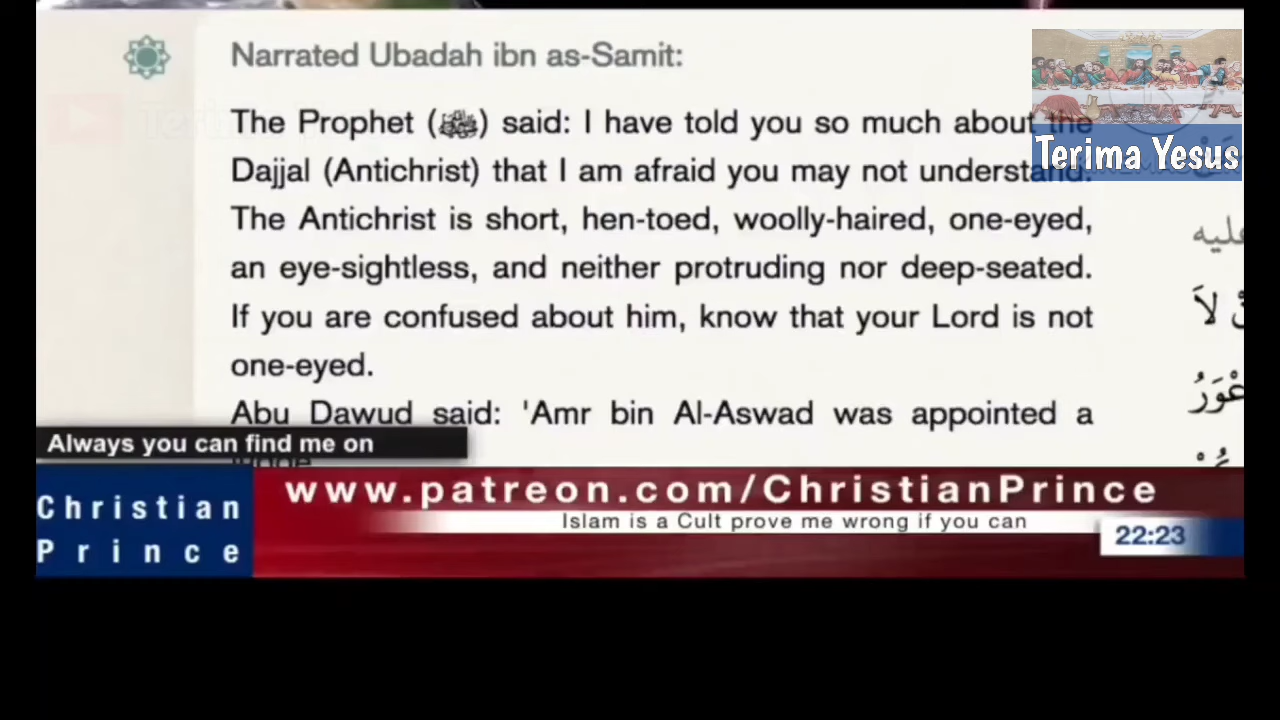 Narrated Ubadah ibn as-Samit:
The Prophet (ﷺ) said: I have told you so much about the
Dajjal (Antichrist) that I am afraid you may not understand.
The Antichrist is short, hen-toed, woolly-haired, one-eyed,
an eye-sightless, and neither protruding nor deep-seated.
If you are confused about him, know that your Lord is not
one-eyed.
Abu Dawud said: 'Amr bin Al-Aswad was appointed a
Terima Yesus
عليه
لاَ
Always you can find me on
Christian
Prince
www.patreon.com/ChristianPrince
Islam is a Cult prove me wrong if you can
22:23